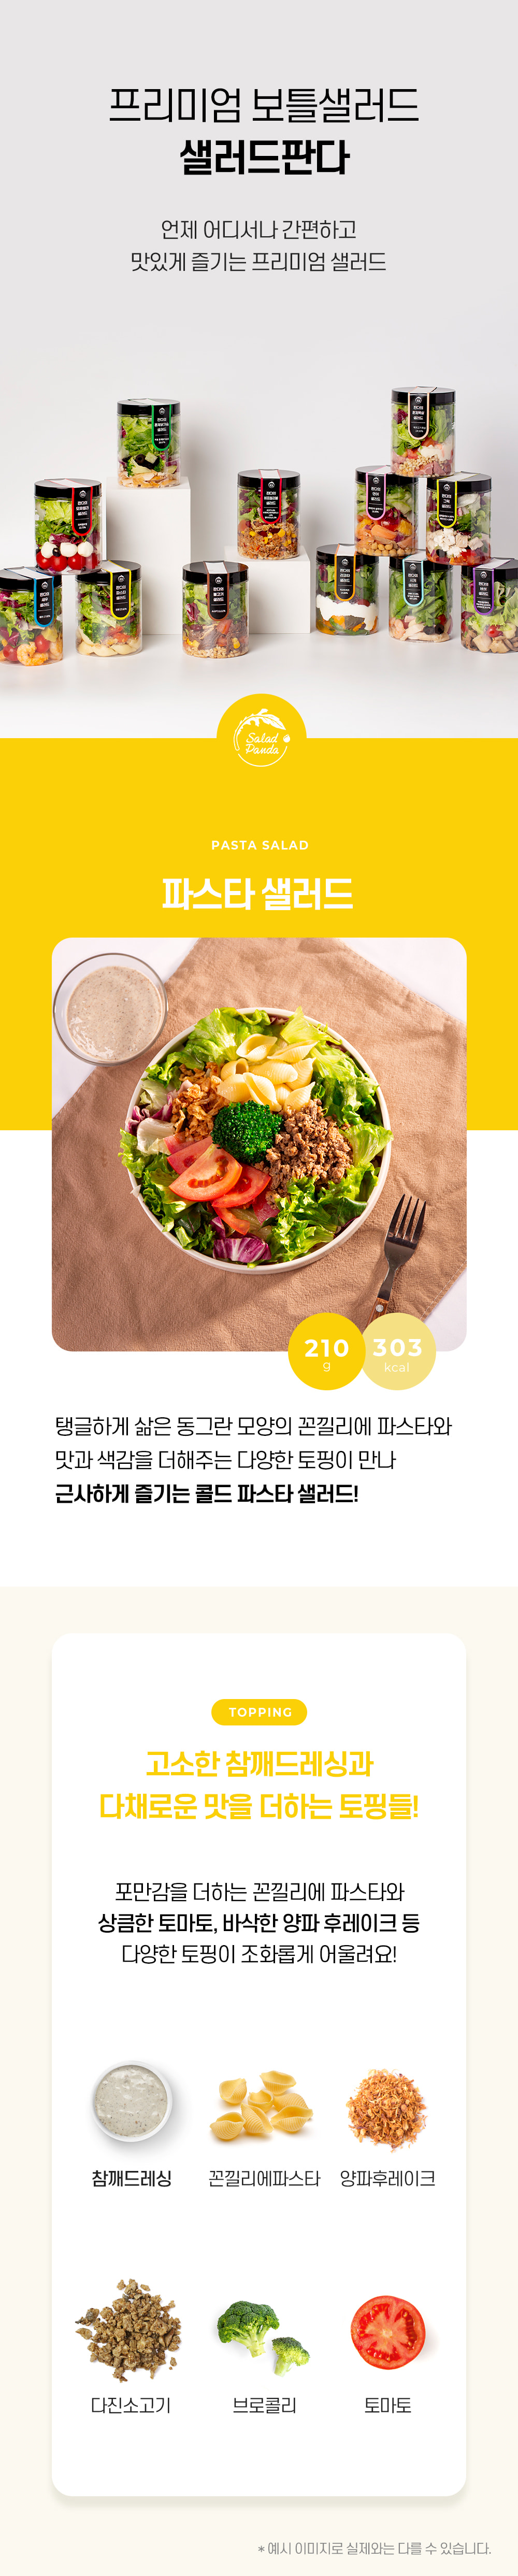 프리미엄 보틀샐러드
샐러드판다
언제 어디서나 간편하고
맛있게 즐기는 프리미엄 샐러드
Salad
Panda
PASTA SALAD
파스타 샐러드
210
g
303
kcal
탱글하게 삶은 동그란 모양의 꼰낄리에 파스타와
맛과 색감을 더해주는 다양한 토핑이 만나
근사하게 즐기는 콜드 파스타 샐러드!
TOPPING
고소한 참깨드레싱과
다채로운 맛을 더하는 토핑들!
포만감을 더하는 꼰낄리에 파스타와
상큼한 토마토, 바삭한 양파 후레이크 등
다양한 토핑이 조화롭게 어울려요!
참깨드레싱
꼰낄리에파스타
양파후레이크
다진소고기
브로콜리
토마토
* 예시 이미지로 실제와는 다를 수 있습니다.